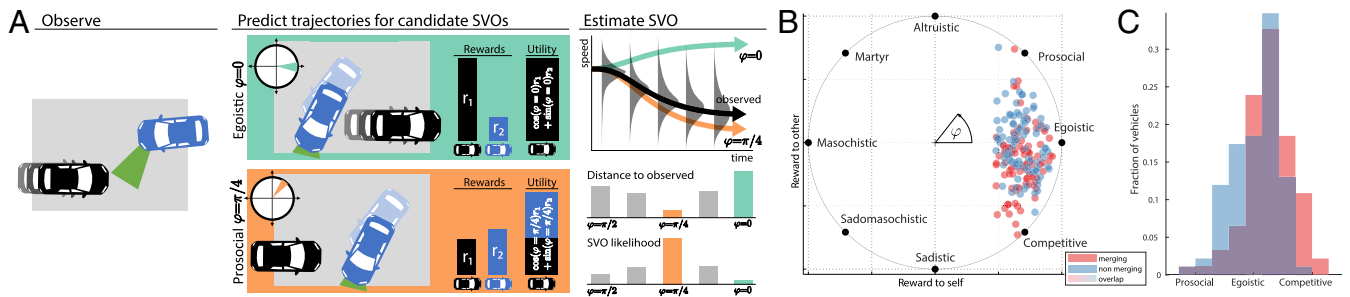 A
Observe
Predict trajectories for candidate SVOs
Estimate SVO
Egoistic φ=0
Rewards
Utility
r1
r2
cos(φ = 0)r1
+ sin(φ = 0)r2
Prosocial φ=π/4
Rewards
Utility
r1
r2
cos(φ = π/4)r1
+ sin(φ = π/4)r2
speed
φ=0
observed
φ=π/4
time
Distance to observed
φ=π/2
φ=π/4
φ=0
SVO likelihood
φ=π/2
φ=π/4
φ=0
B
Altruistic
Martyr
Prosocial
Masochistic
φ
Egoistic
Sadomasochistic
Competitive
Sadistic
Reward to other
Reward to self
merging
non merging
overlap
C
Fraction of vehicles
0.3
0.25
0.2
0.15
0.1
0.05
0
Prosocial
Egoistic
Competitive